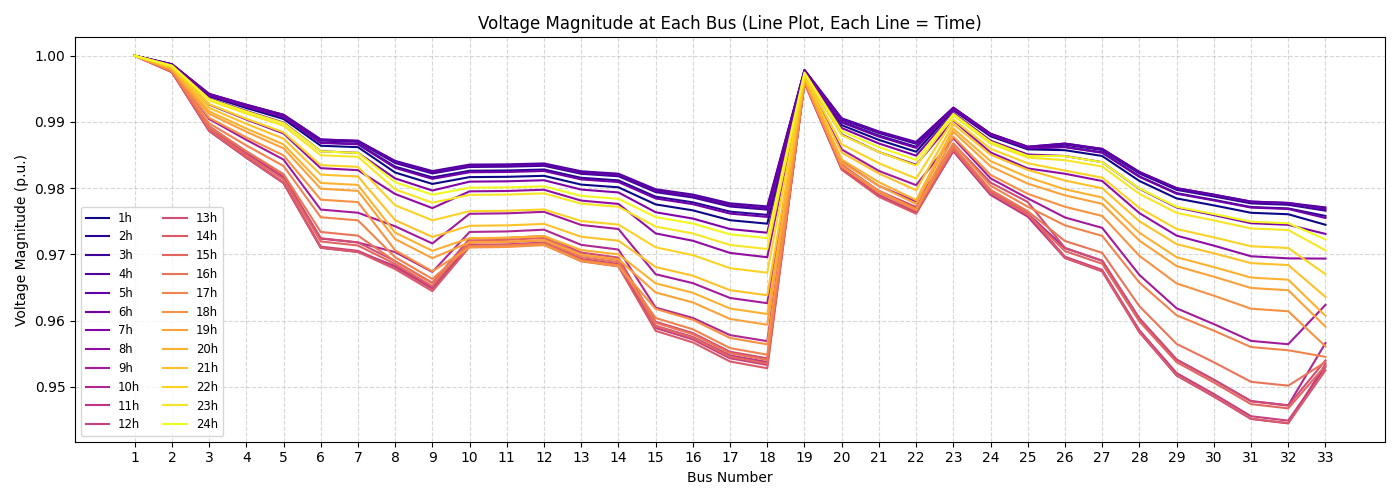 Voltage Magnitude at Each Bus (Line Plot, Each Line = Time)
Voltage Magnitude (p.u.)
1.00
0.99
0.98
0.97
0.96
0.95
1h 13h
2h 14h
3h 15h
4h 16h
5h 17h
6h 18h
7h 19h
8h 20h
9h 21h
10h 22h
11h 23h
12h 24h
1 2 3 4 5 6 7 8 9 10 11 12 13 14 15 16 17 18 19 20 21 22 23 24 25 26 27 28 29 30 31 32 33
Bus Number